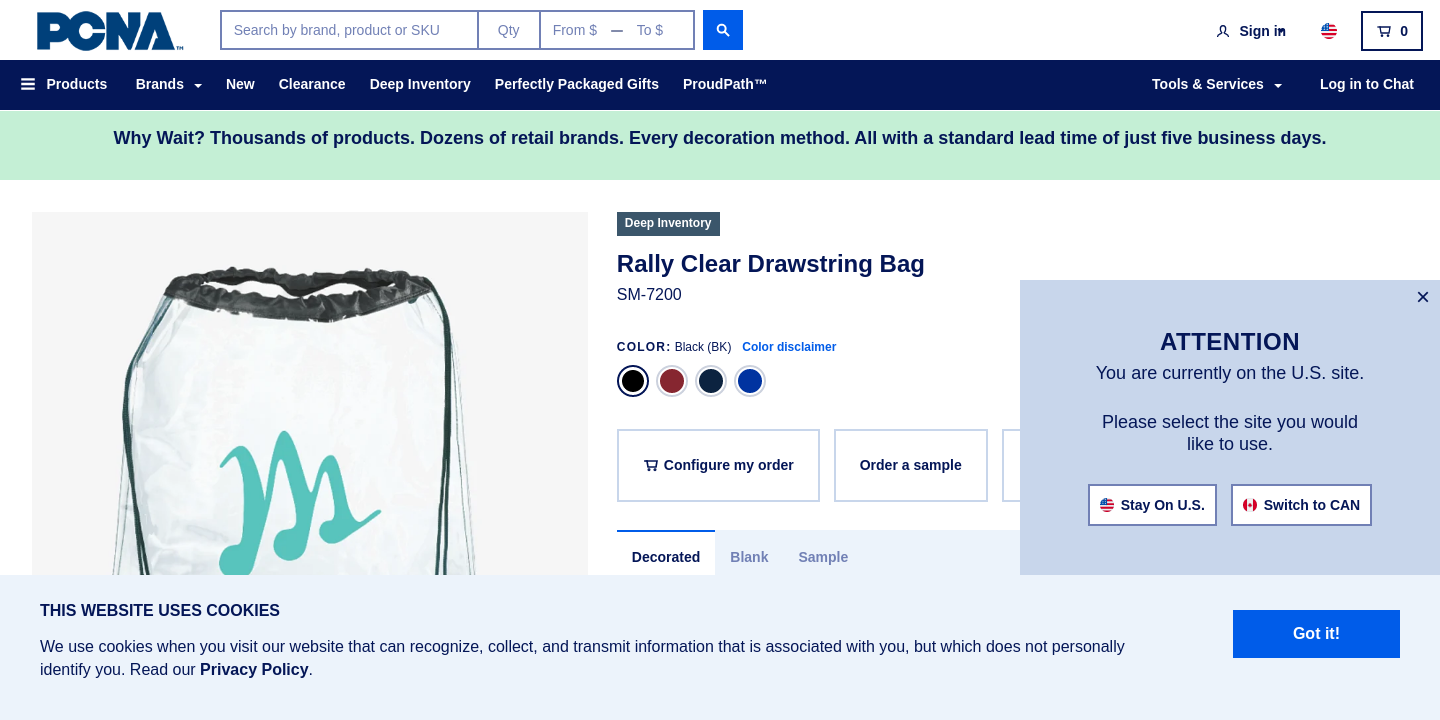 PCNA™
Search by brand, product or SKU
Qty
From $ — To $
Sign in
0
Products
Brands
New
Clearance
Deep Inventory
Perfectly Packaged Gifts
ProudPath™
Tools & Services
Log in to Chat
Why Wait? Thousands of products. Dozens of retail brands. Every decoration method. All with a standard lead time of just five business days.
Deep Inventory
Rally Clear Drawstring Bag
SM-7200
COLOR: Black (BK) Color disclaimer
Configure my order
Order a sample
Decorated
Blank
Sample
×
ATTENTION
You are currently on the U.S. site.
Please select the site you would
like to use.
Stay On U.S.
Switch to CAN
THIS WEBSITE USES COOKIES
We use cookies when you visit our website that can recognize, collect, and transmit information that is associated with you, but which does not personally
identify you. Read our Privacy Policy.
Got it!